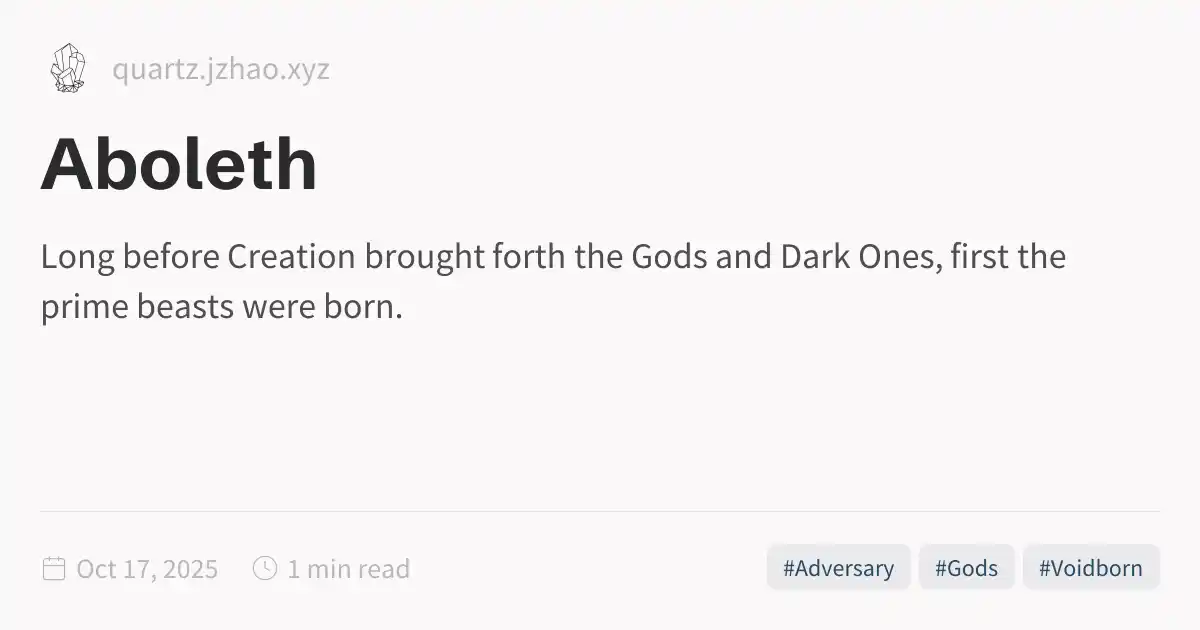 quartz.jzhao.xyz
Aboleth
Long before Creation brought forth the Gods and Dark Ones, first the
prime beasts were born.
Oct 17, 2025 1 min read #Adversary #Gods #Voidborn